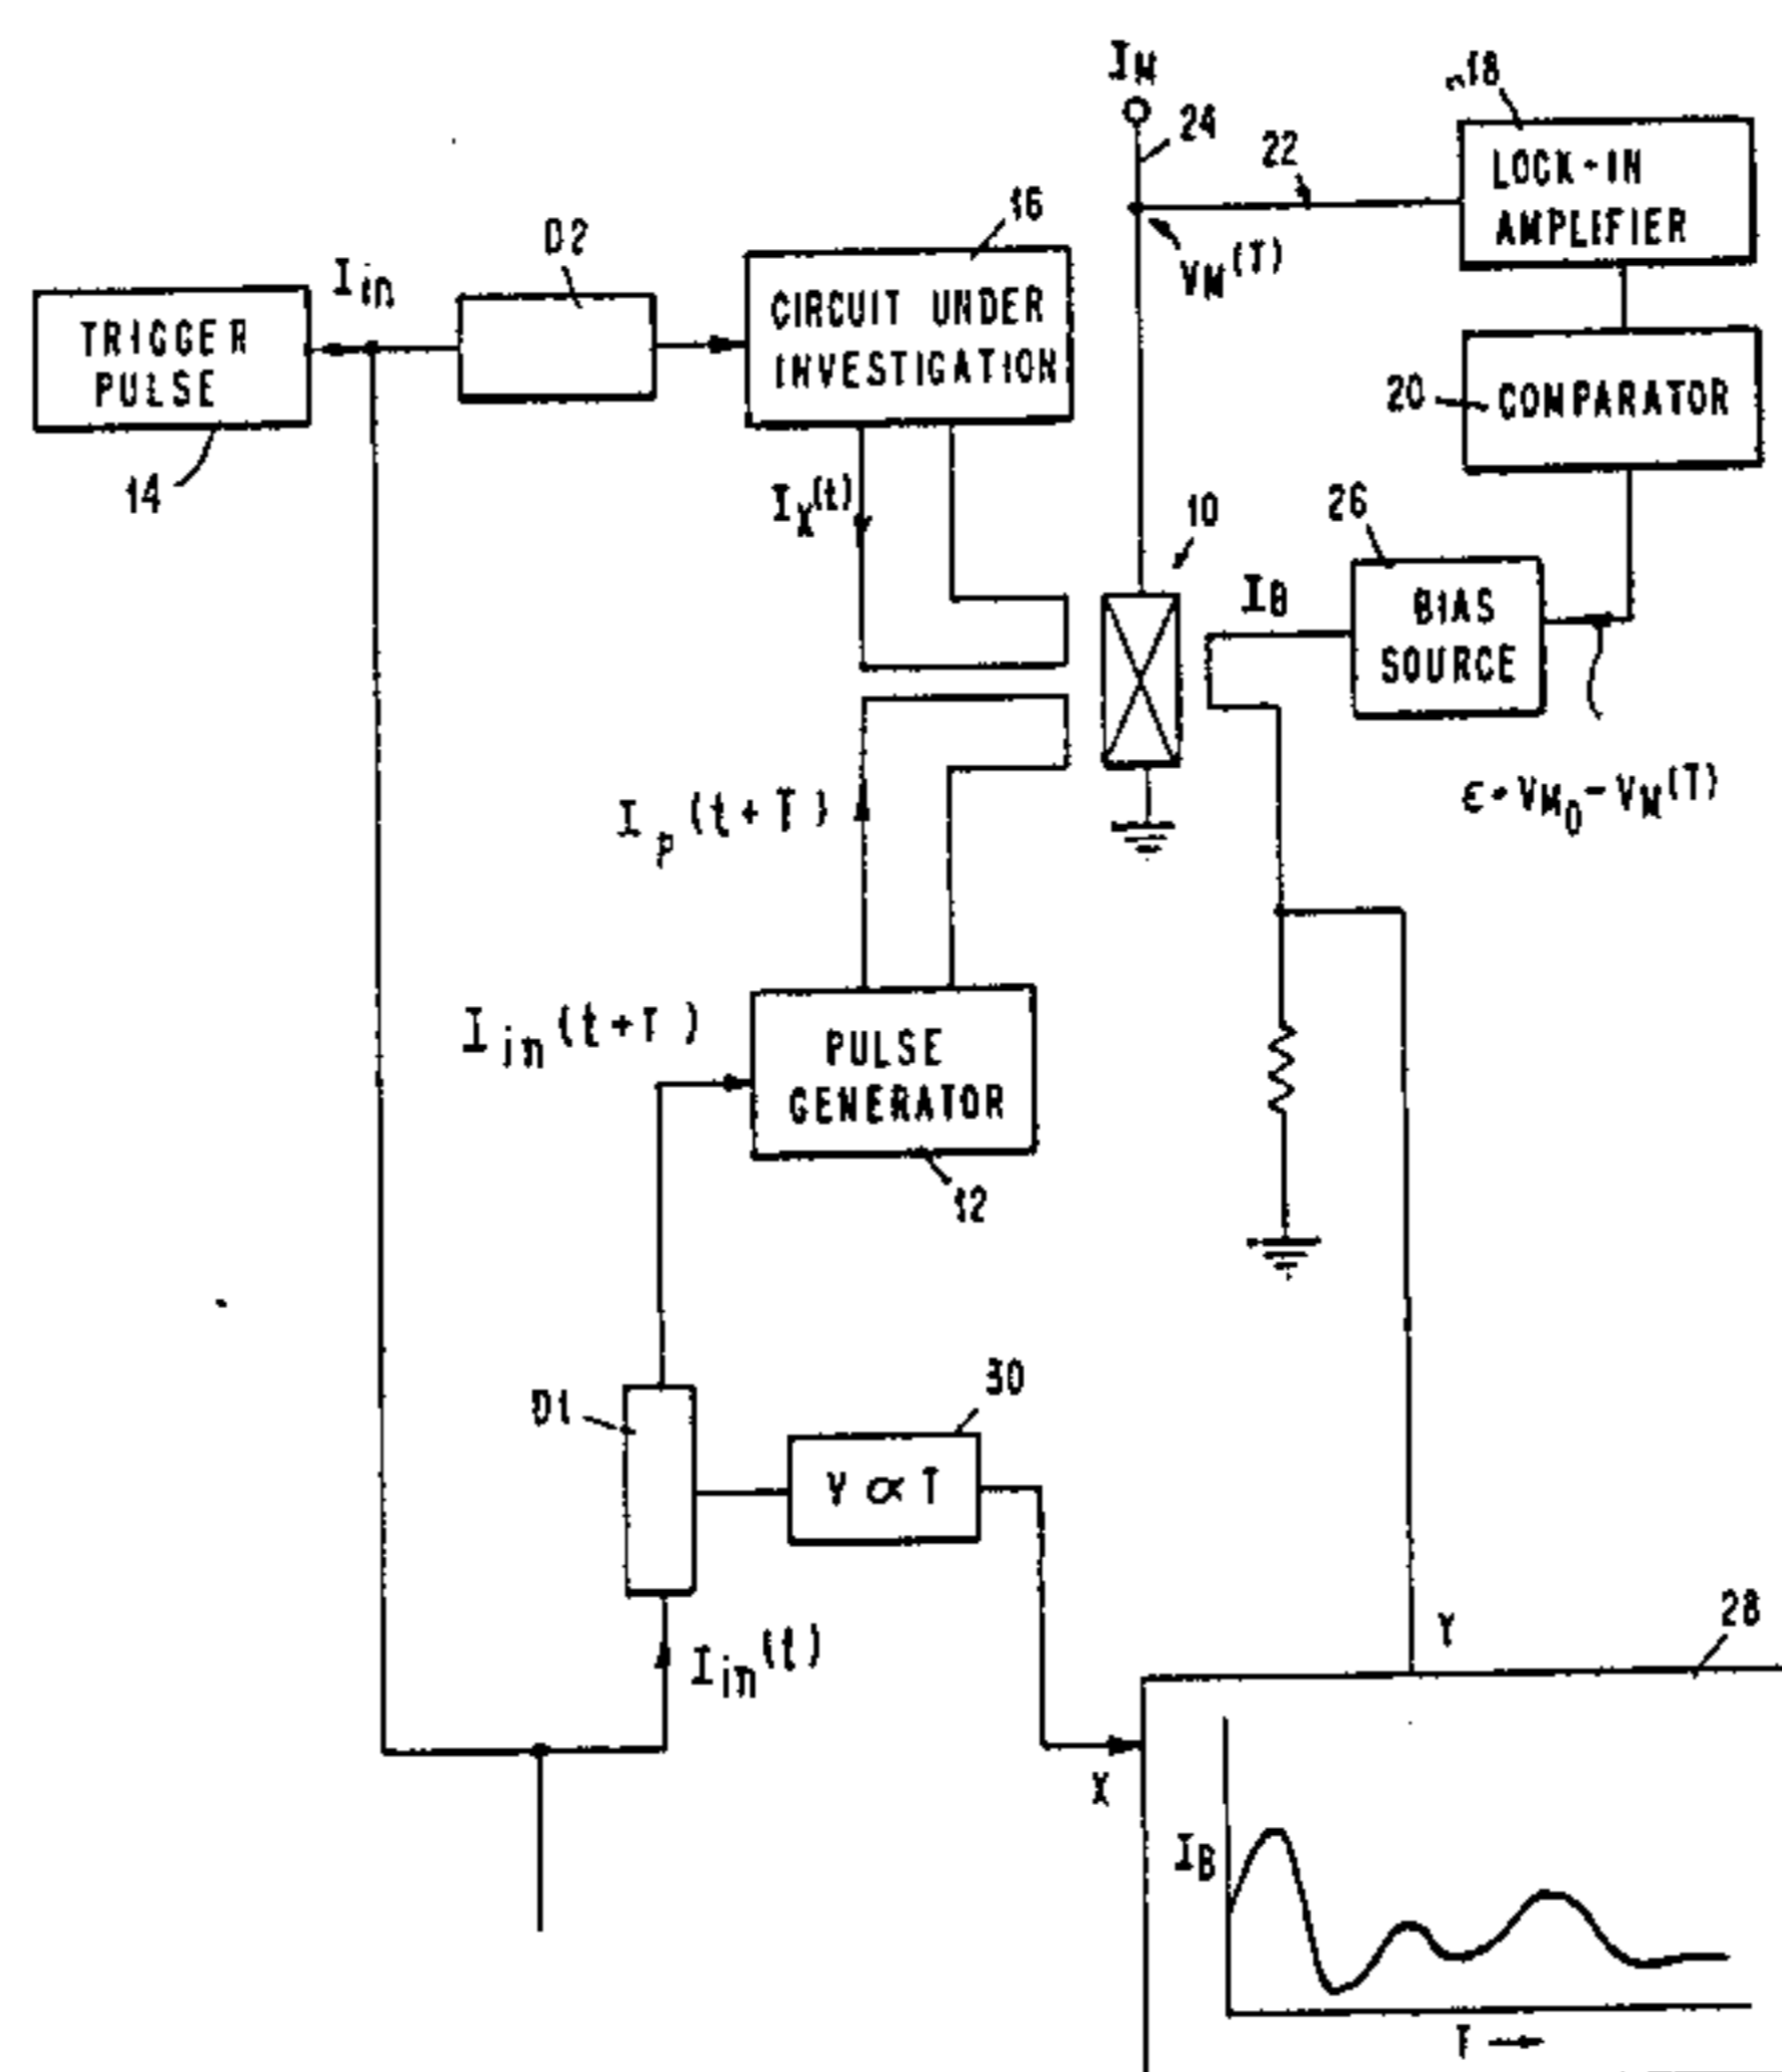 I_M
18
24
22
LOCK-IN
AMPLIFIER
V_M(T)
16
D2
I_in
CIRCUIT UNDER
INVESTIGATION
TRIGGER
PULSE
14
20
COMPARATOR
I_X(t)
10
26
I_B
BIAS
SOURCE
ε=V_M0-V_M(T)
I_p(t+T)
I_in(t+T)
PULSE
GENERATOR
12
D1
30
V∝T
I_in(t)
Y
28
X
I_B
T →